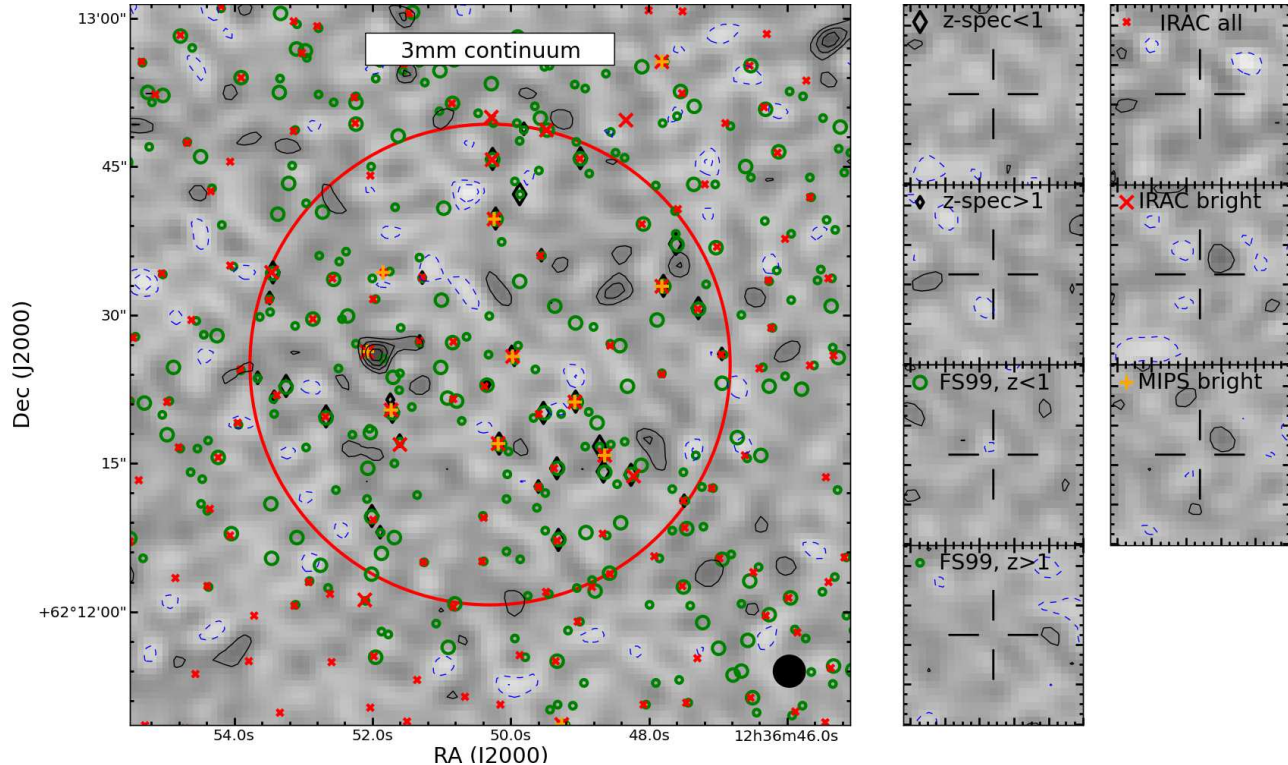 3mm continuum
13'00"
45"
30"
15"
+62°12'00"
Dec (J2000)
54.0s 52.0s 50.0s 48.0s 12h36m46.0s
RA (J2000)
z-spec<1
z-spec>1
FS99, z<1
FS99, z>1
IRAC all
IRAC bright
MIPS bright